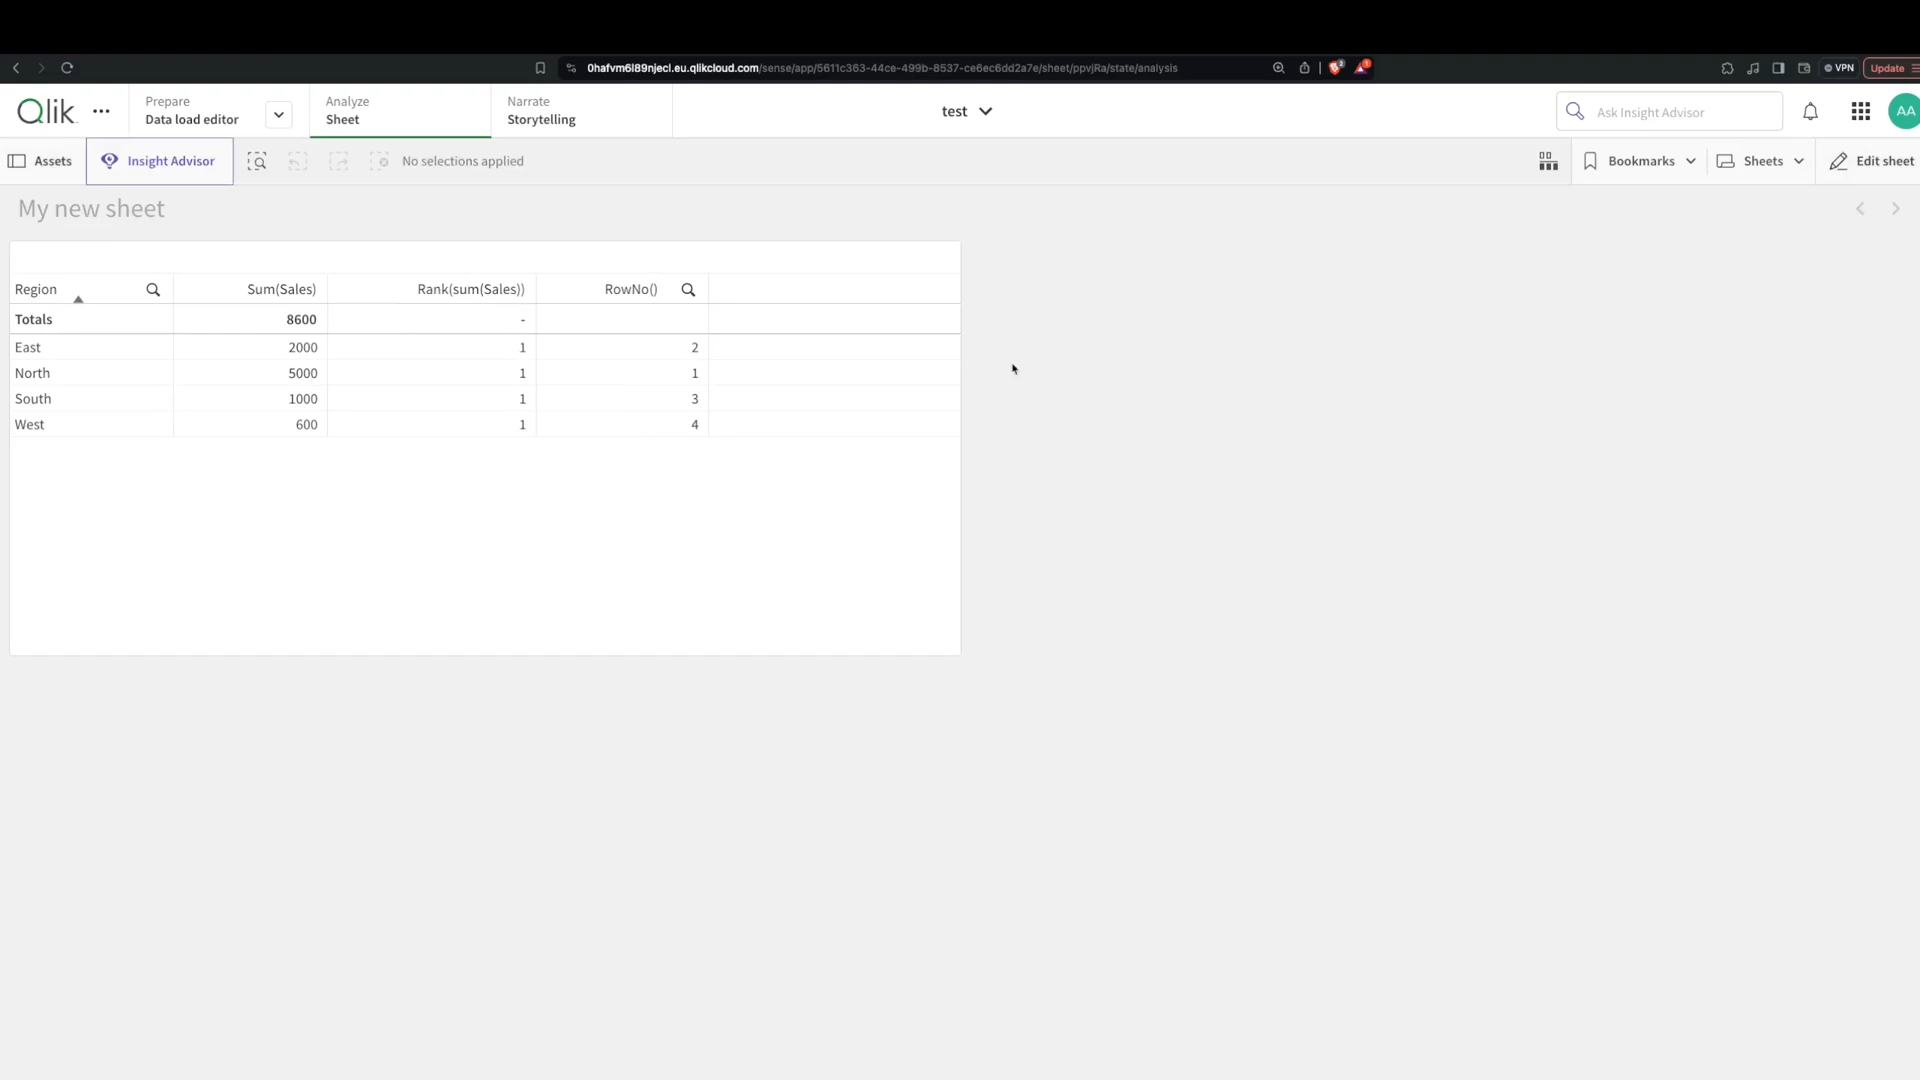 0hafvm6l89njecl.eu.qlikcloud.com/sense/app/5611c363-44ce-499b-8537-ce6ec6dd2a7e/sheet/ppvjRa/state/analysis
2
1
VPN
Update
Qlik
Prepare
Data load editor
Analyze
Sheet
Narrate
Storytelling
test
Ask Insight Advisor
AA
Assets
Insight Advisor
No selections applied
Bookmarks
Sheets
Edit sheet
My new sheet
Region Sum(Sales) Rank(sum(Sales)) RowNo()
Totals 8600 -
East 2000 1 2
North 5000 1 1
South 1000 1 3
West 600 1 4